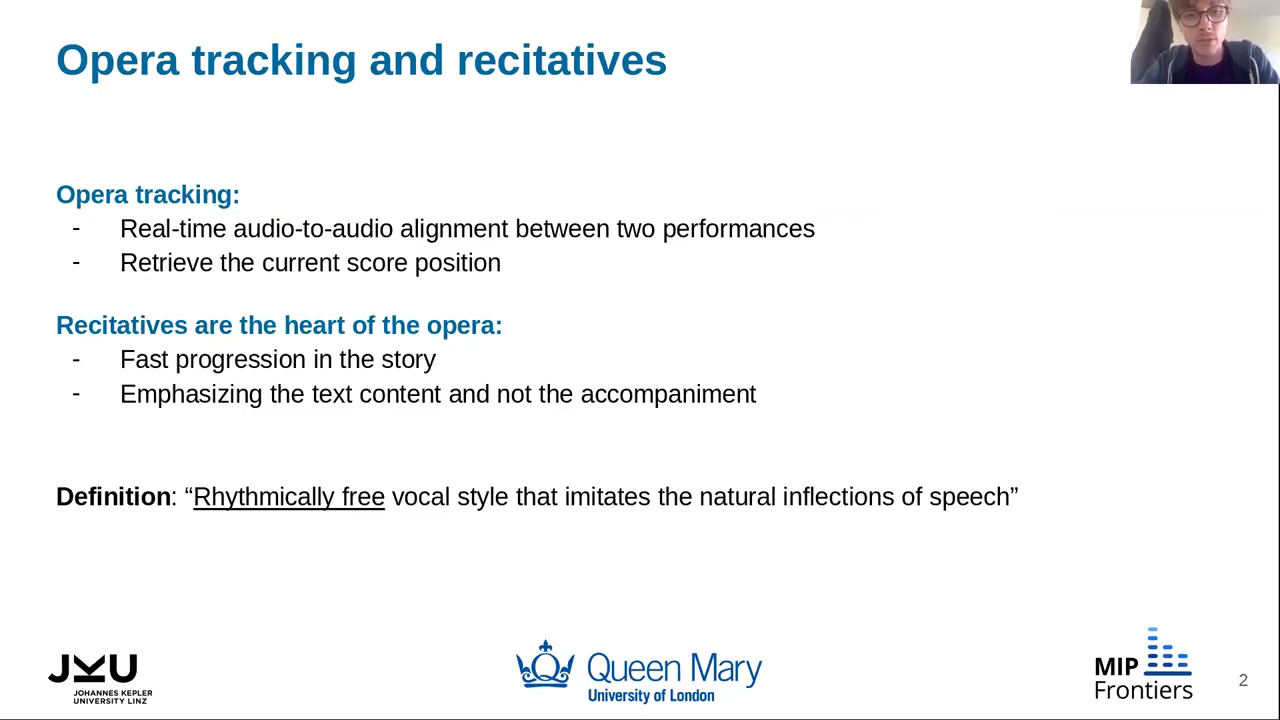 Opera tracking and recitatives
Opera tracking:
- Real-time audio-to-audio alignment between two performances
- Retrieve the current score position
Recitatives are the heart of the opera:
- Fast progression in the story
- Emphasizing the text content and not the accompaniment
Definition: “Rhythmically free vocal style that imitates the natural inflections of speech”
JKU
JOHANNES KEPLER
UNIVERSITY LINZ
Queen Mary
University of London
MIP
Frontiers
2